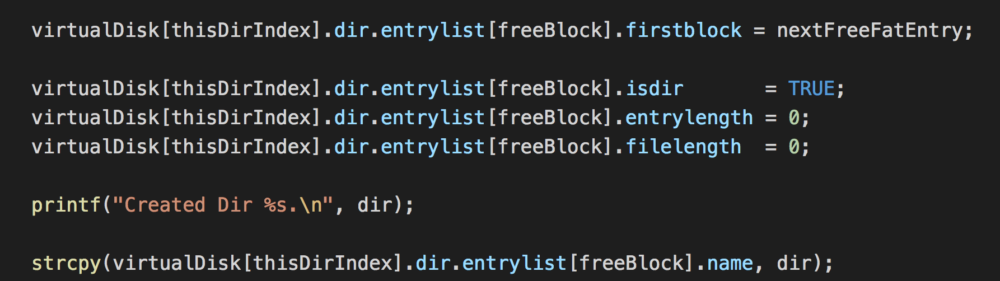 virtualDisk[thisDirIndex].dir.entrylist[freeBlock].firstblock = nextFreeFatEntry;
virtualDisk[thisDirIndex].dir.entrylist[freeBlock].isdir       = TRUE;
virtualDisk[thisDirIndex].dir.entrylist[freeBlock].entrylength = 0;
virtualDisk[thisDirIndex].dir.entrylist[freeBlock].filelength  = 0;
printf("Created Dir %s.\n", dir);
strcpy(virtualDisk[thisDirIndex].dir.entrylist[freeBlock].name, dir);